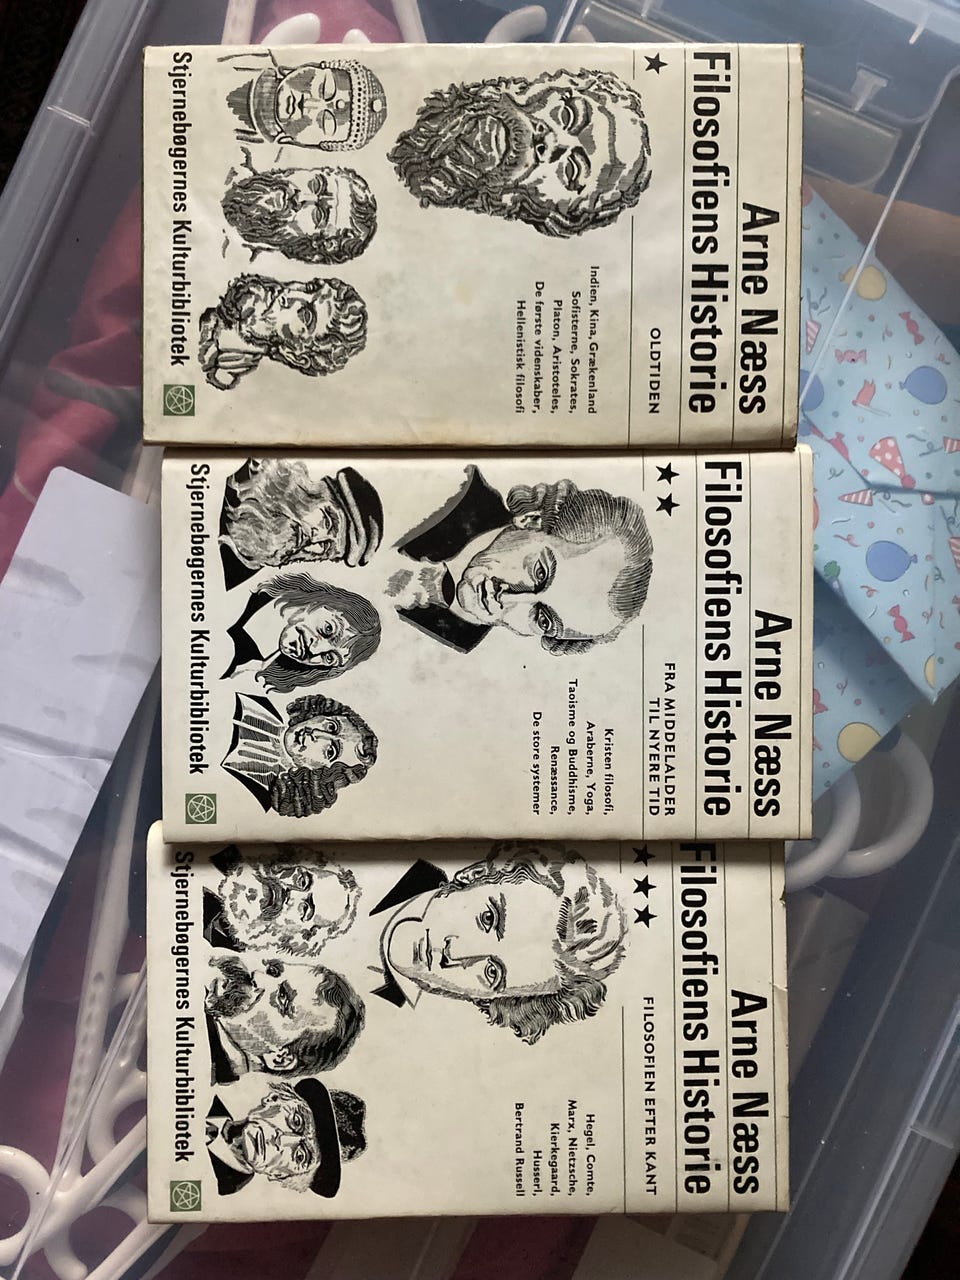 Arne Næss
Filosofiens Historie
★
OLDTIDEN
Indien, Kina, Grækenland
Sofisterne, Sokrates,
Platon, Aristoteles,
De første videnskaber,
Hellenistisk filosofi
Stjernebøgernes Kulturbibliotek
Arne Næss
Filosofiens Historie
★★
FRA MIDDELALDER
TIL NYERE TID
Kristen filosofi,
Araberne, Yoga,
Taoisme og Buddhisme,
Renæssance,
De store systemer
Stjernebøgernes Kulturbibliotek
Arne Næss
Filosofiens Historie
★★★
FILOSOFIEN EFTER KANT
Hegel, Comte,
Marx, Nietzsche,
Kierkegaard,
Husserl,
Bertrand Russell
Stjernebøgernes Kulturbibliotek